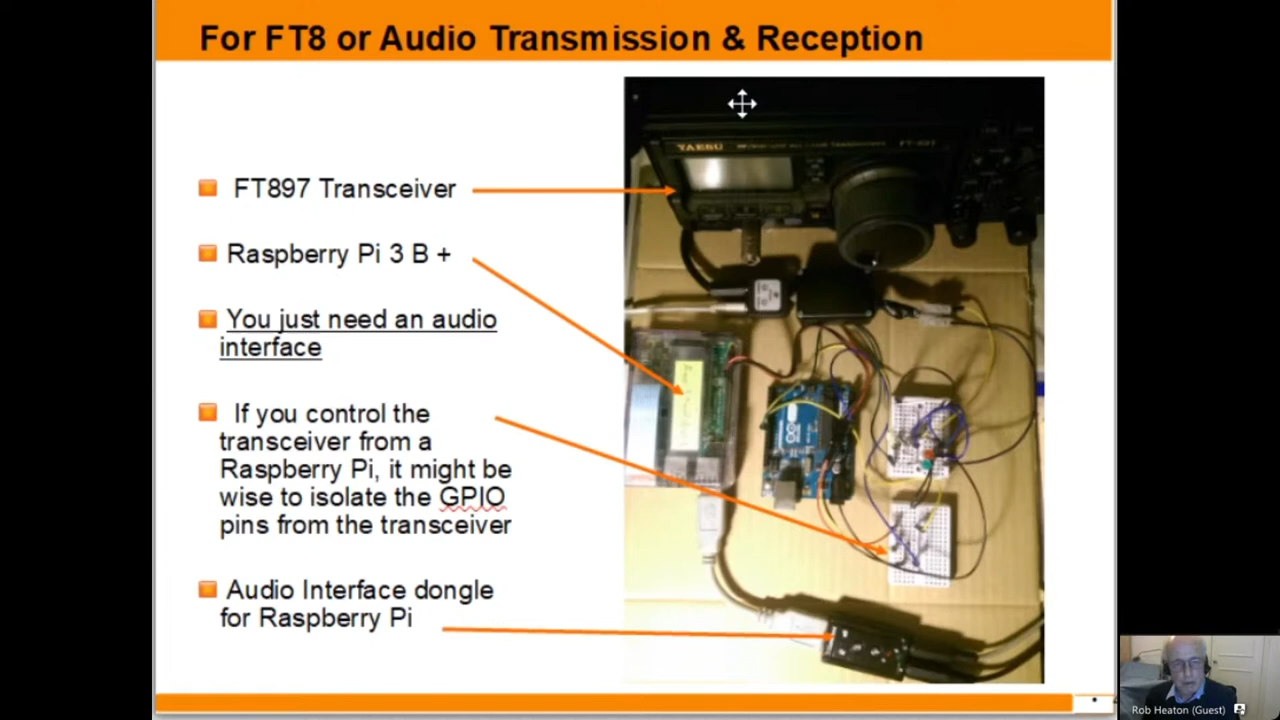 For FT8 or Audio Transmission & Reception
FT897 Transceiver
Raspberry Pi 3 B +
You just need an audio
interface
If you control the
transceiver from a
Raspberry Pi, it might be
wise to isolate the GPIO
pins from the transceiver
Audio Interface dongle
for Raspberry Pi
YAESU
FT-897
Rob Heaton (Guest)